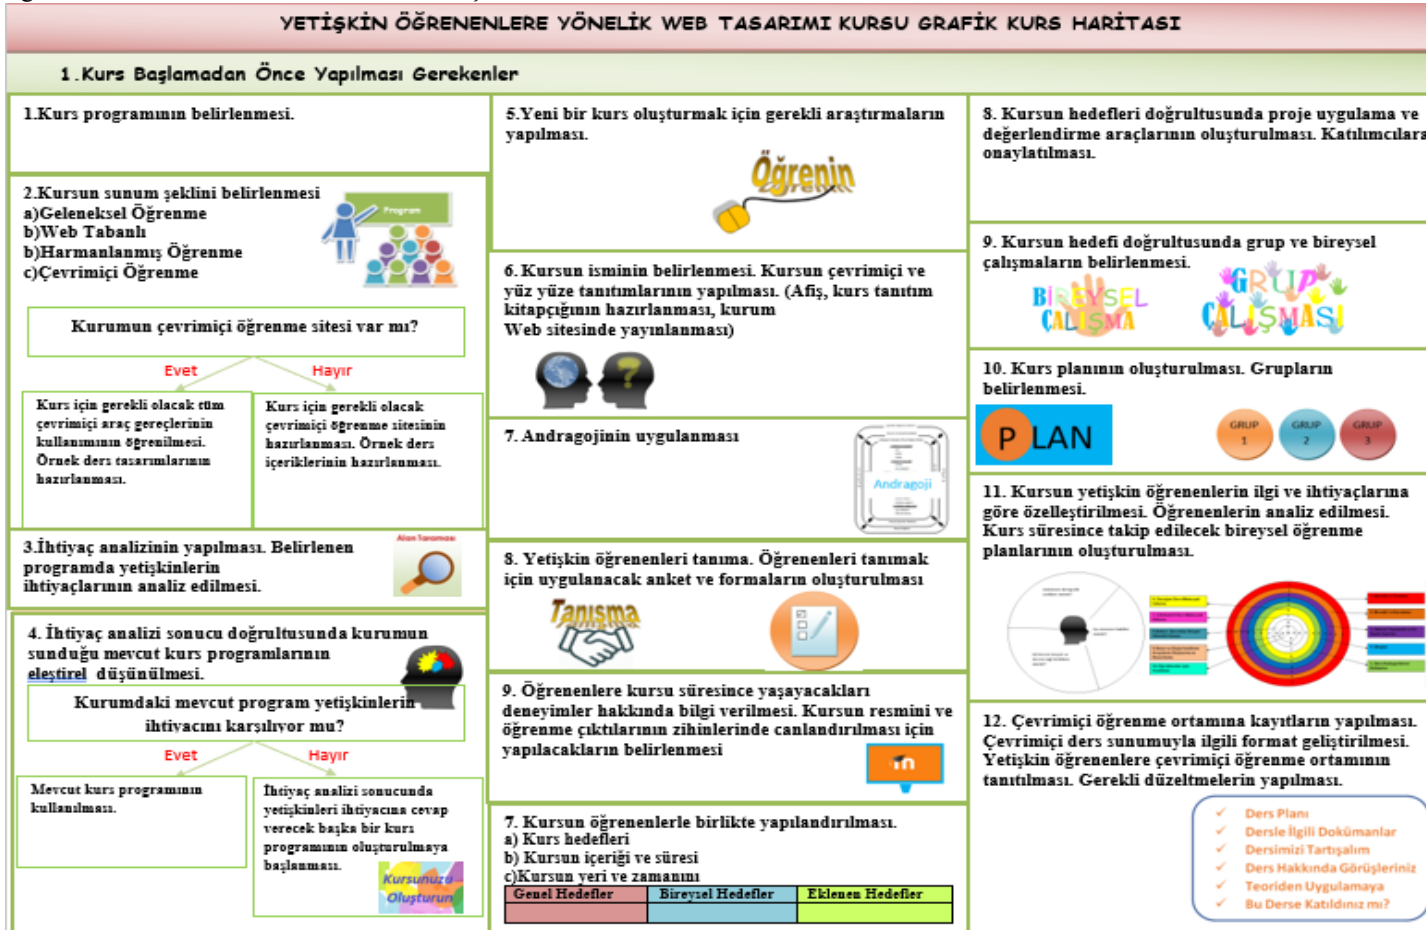 YETİŞKİN ÖĞRENENLERE YÖNELİK WEB TASARIMI KURSU GRAFİK KURS HARİTASI
1.Kurs Başlamadan Önce Yapılması Gerekenler
1.Kurs programının belirlenmesi.
2.Kursun sunum şeklini belirlenmesi
a)Geleneksel Öğrenme
b)Web Tabanlı
b)Harmanlanmış Öğrenme
c)Çevrimiçi Öğrenme
Program
Kurumun çevrimiçi öğrenme sitesi var mı?
Evet
Hayır
Kurs için gerekli olacak tüm
çevrimiçi araç gereçlerinin
kullanımının öğrenilmesi.
Örnek ders tasarımlarının
hazırlanması.
Kurs için gerekli olacak
çevrimiçi öğrenme sitesinin
hazırlanması. Örnek ders
içeriklerinin hazırlanması.
3.İhtiyaç analizinin yapılması. Belirlenen
programda yetişkinlerin
ihtiyaçlarının analiz edilmesi.
Alan Taraması
4. İhtiyaç analizi sonucu doğrultusunda kurumun
sunduğu mevcut kurs programlarının
eleştirel düşünülmesi.
Kurumdaki mevcut program yetişkinlerin
ihtiyacını karşılıyor mu?
Evet
Hayır
Mevcut kurs programının
kullanılması.
İhtiyaç analizi sonucunda
yetişkinleri ihtiyacına cevap
verecek başka bir kurs
programının oluşturulmaya
başlanması.
Kursunuzu
Oluşturun
5.Yeni bir kurs oluşturmak için gerekli araştırmaların
yapılması.
Öğrenin
6. Kursun isminin belirlenmesi. Kursun çevrimiçi ve
yüz yüze tanıtımlarının yapılması. (Afiş, kurs tanıtım
kitapçığının hazırlanması, kurum
Web sitesinde yayınlanması)
7. Andragojinin uygulanması
Andragoji
8. Yetişkin öğrenenleri tanıma. Öğrenenleri tanımak
için uygulanacak anket ve formaların oluşturulması
Tanışma
9. Öğrenenlere kursu süresince yaşayacakları
deneyimler hakkında bilgi verilmesi. Kursun resmini ve
öğrenme çıktılarının zihinlerinde canlandırılması için
yapılacakların belirlenmesi
m
7. Kursun öğrenenlerle birlikte yapılandırılması.
a) Kurs hedefleri
b) Kursun içeriği ve süresi
c)Kursun yeri ve zamanını
Genel Hedefler Bireysel Hedefler Eklenen Hedefler
8. Kursun hedefleri doğrultusunda proje uygulama ve
değerlendirme araçlarının oluşturulması. Katılımcılara
onaylatılması.
9. Kursun hedefi doğrultusunda grup ve bireysel
çalışmaların belirlenmesi.
BİREYSEL
ÇALIŞMA
GRUP
ÇALIŞMASI
10. Kurs planının oluşturulması. Grupların
belirlenmesi.
PLAN
GRUP
1
GRUP
2
GRUP
3
11. Kursun yetişkin öğrenenlerin ilgi ve ihtiyaçlarına
göre özelleştirilmesi. Öğrenenlerin analiz edilmesi.
Kurs süresince takip edilecek bireysel öğrenme
planlarının oluşturulması.
12. Çevrimiçi öğrenme ortamına kayıtların yapılması.
Çevrimiçi ders sunumuyla ilgili format geliştirilmesi.
Yetişkin öğrenenlere çevrimiçi öğrenme ortamının
tanıtılması. Gerekli düzeltmelerin yapılması.
✓ Ders Planı
✓ Dersle İlgili Dokümanlar
✓ Dersimizi Tartışalım
✓ Ders Hakkında Görüşleriniz
✓ Teoriden Uygulamaya
✓ Bu Derse Katıldınız mı?